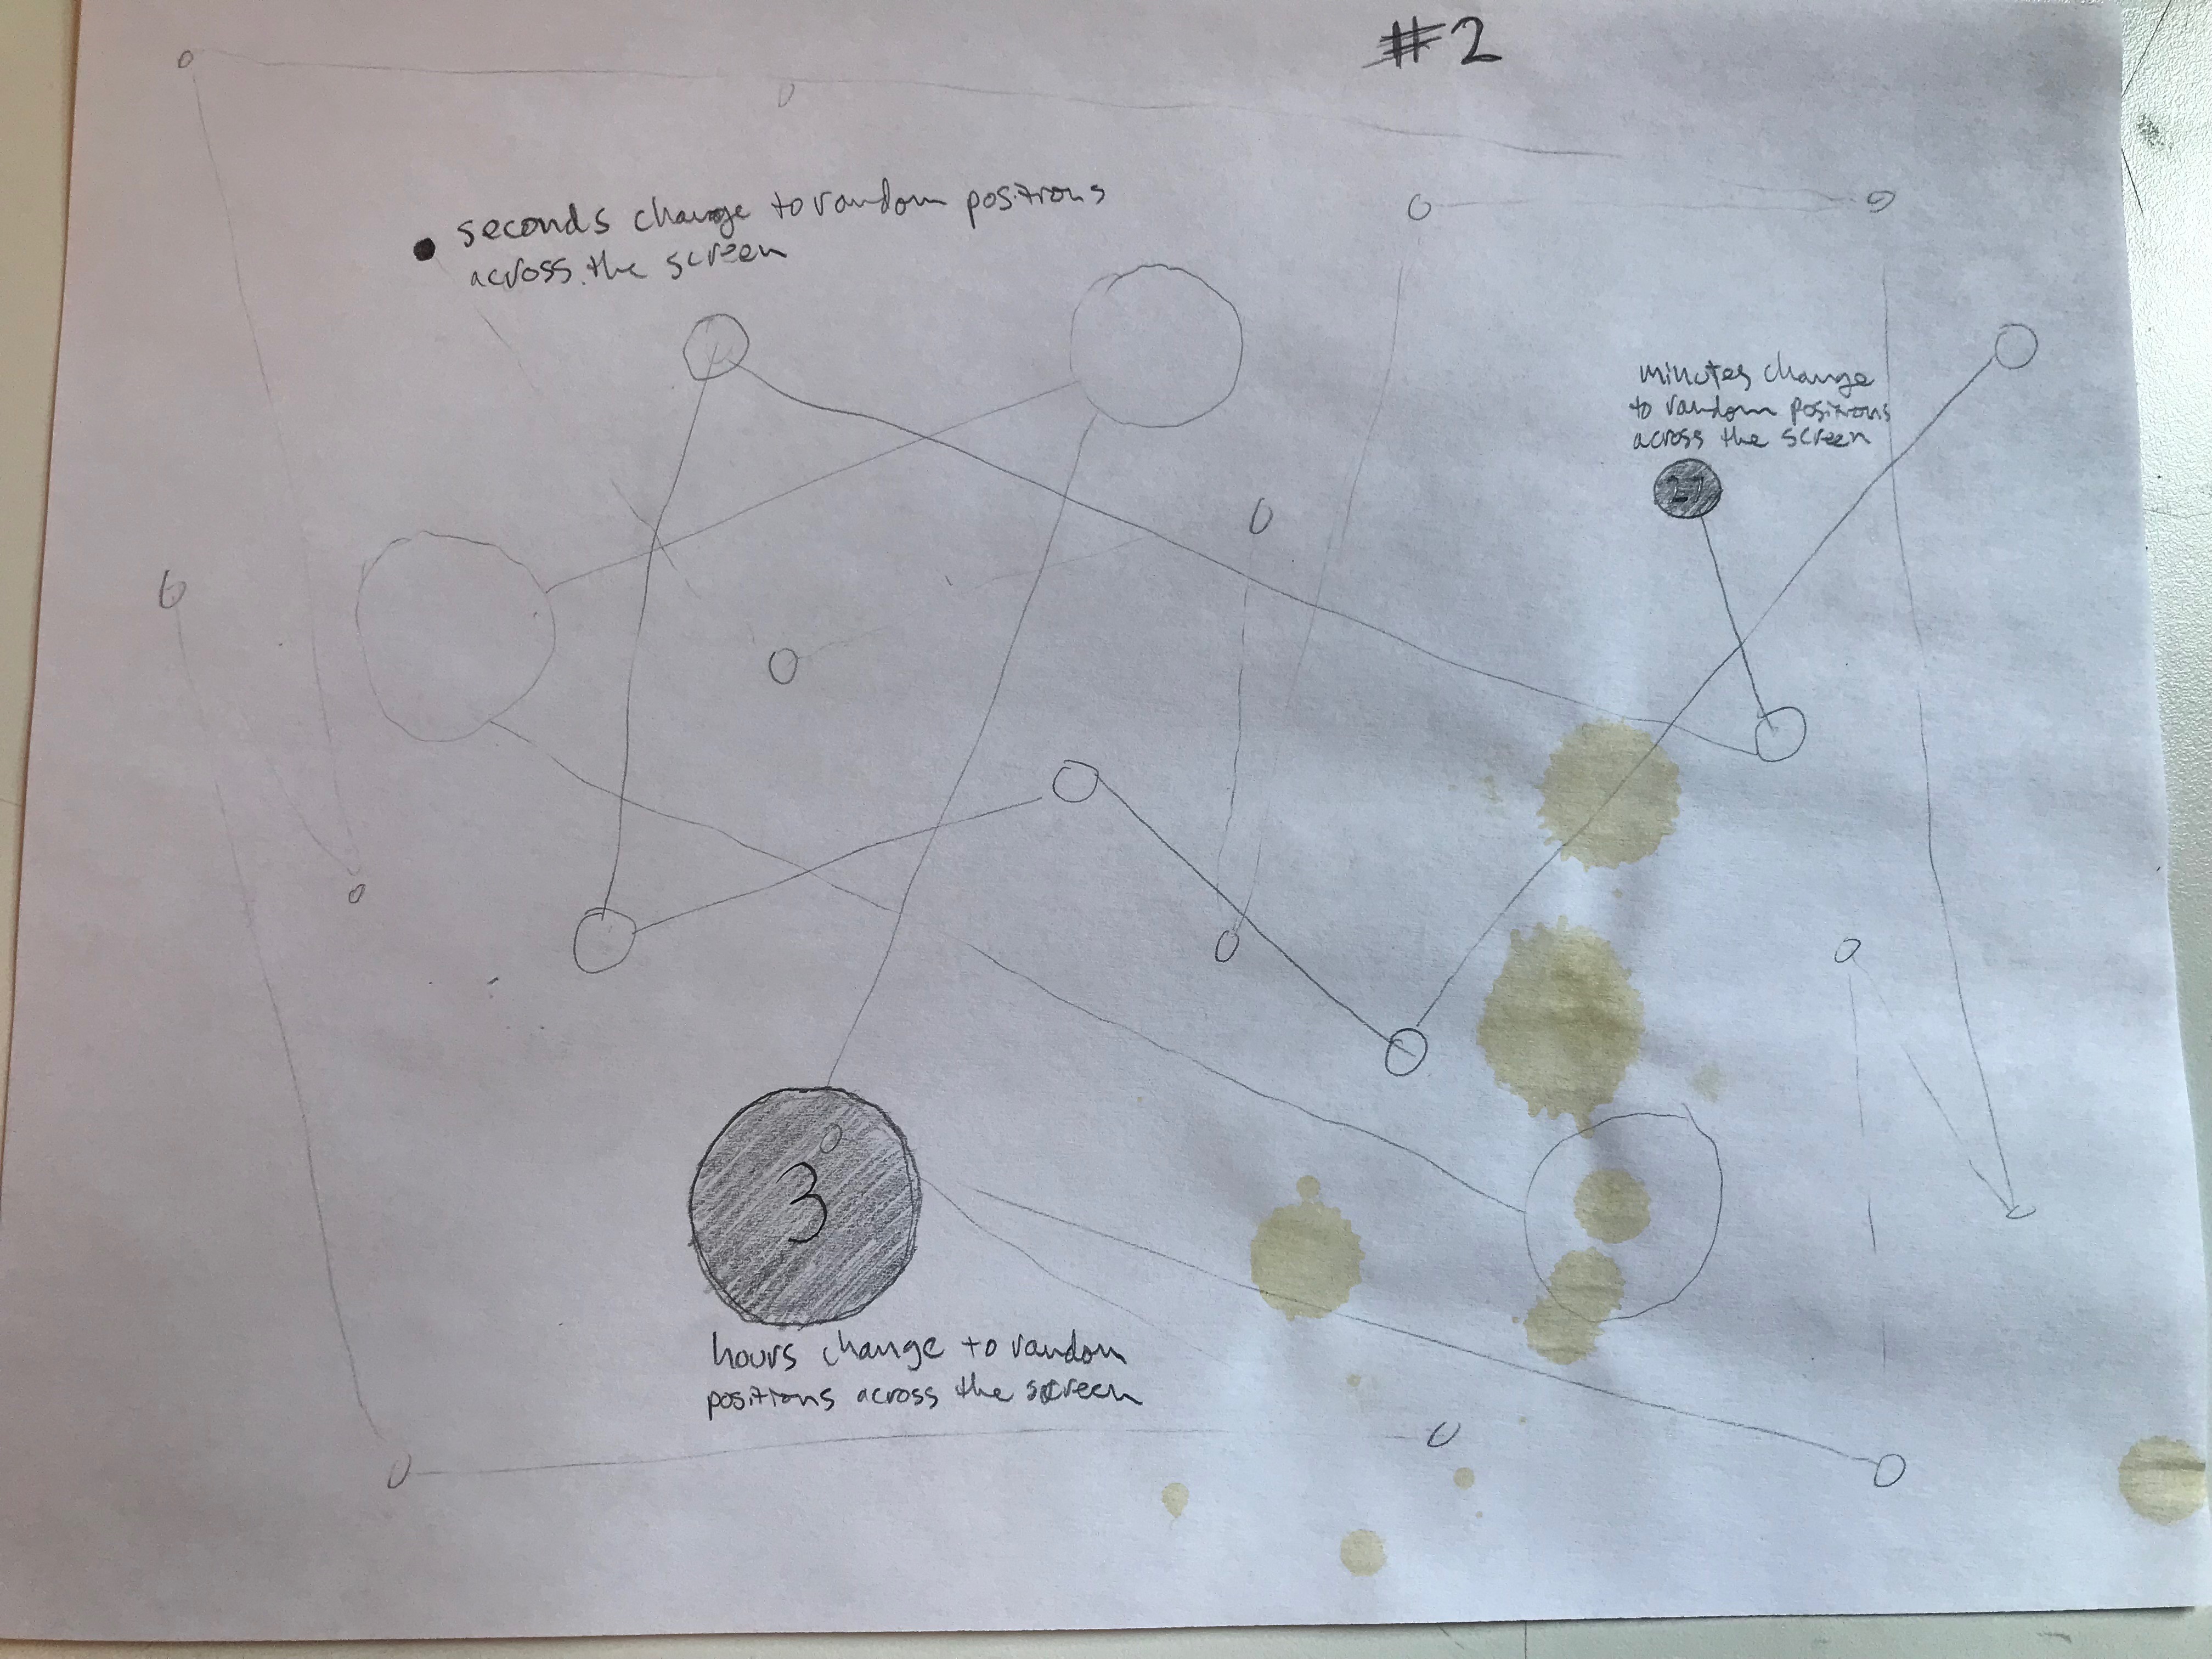 #2
seconds change to random positions
across the screen
minutes change
to random positions
across the screen
27
3
hours change to random
positions across the screen